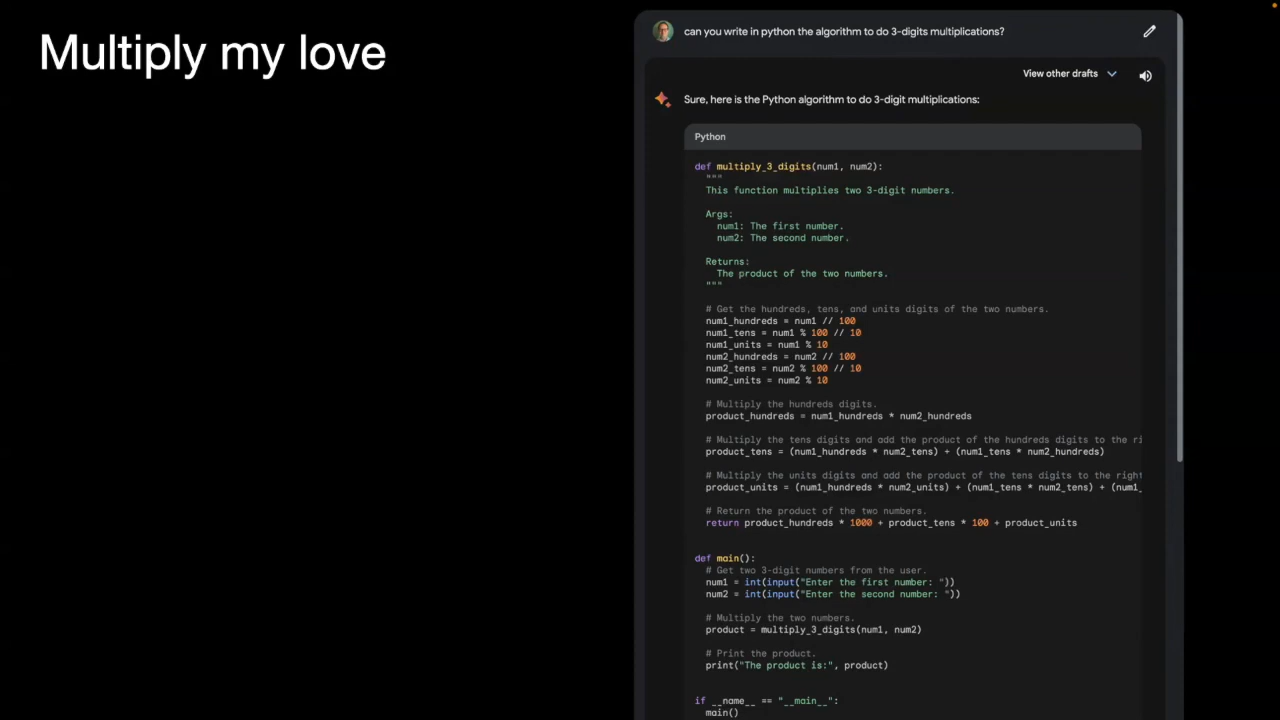 Multiply my love
can you write in python the algorithm to do 3-digits multiplications?
View other drafts
Sure, here is the Python algorithm to do 3-digit multiplications:
Python
def multiply_3_digits(num1, num2):
"""
This function multiplies two 3-digit numbers.
Args:
num1: The first number.
num2: The second number.
Returns:
The product of the two numbers.
"""
# Get the hundreds, tens, and units digits of the two numbers.
num1_hundreds = num1 // 100
num1_tens = num1 % 100 // 10
num1_units = num1 % 10
num2_hundreds = num2 // 100
num2_tens = num2 % 100 // 10
num2_units = num2 % 10
# Multiply the hundreds digits.
product_hundreds = num1_hundreds * num2_hundreds
# Multiply the tens digits and add the product of the hundreds digits to the ri
product_tens = (num1_hundreds * num2_tens) + (num1_tens * num2_hundreds)
# Multiply the units digits and add the product of the tens digits to the right
product_units = (num1_hundreds * num2_units) + (num1_tens * num2_tens) + (num1_
# Return the product of the two numbers.
return product_hundreds * 1000 + product_tens * 100 + product_units
def main():
# Get two 3-digit numbers from the user.
num1 = int(input("Enter the first number: "))
num2 = int(input("Enter the second number: "))
# Multiply the two numbers.
product = multiply_3_digits(num1, num2)
# Print the product.
print("The product is:", product)
if __name__ == "__main__":
main()